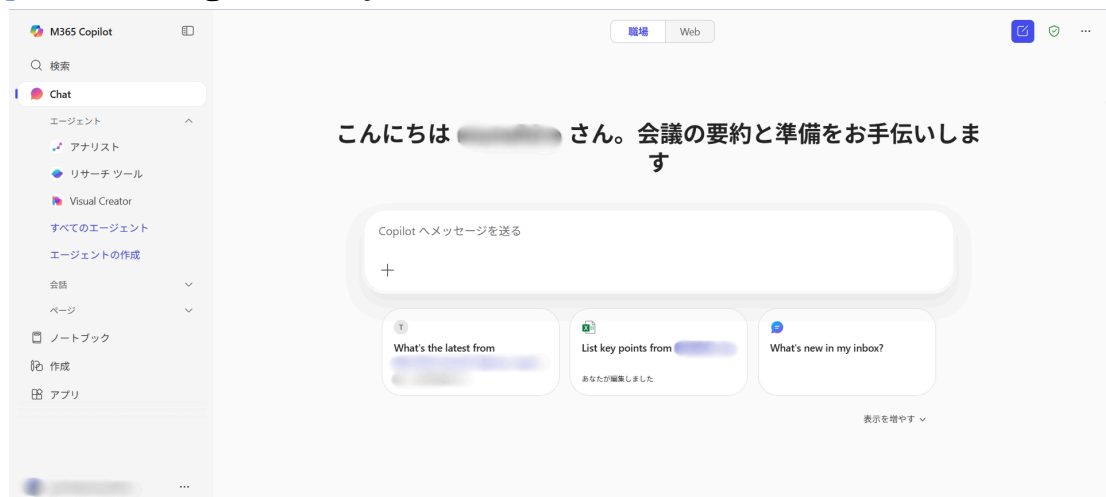 M365 Copilot
職場
Web
検索
Chat
エージェント
アナリスト
リサーチ ツール
Visual Creator
すべてのエージェント
エージェントの作成
会話
ページ
ノートブック
作成
アプリ
こんにちは さん。会議の要約と準備をお手伝いしま
す
Copilot へメッセージを送る
T
What's the latest from
List key points from
あなたが編集しました
What's new in my inbox?
表示を増やす